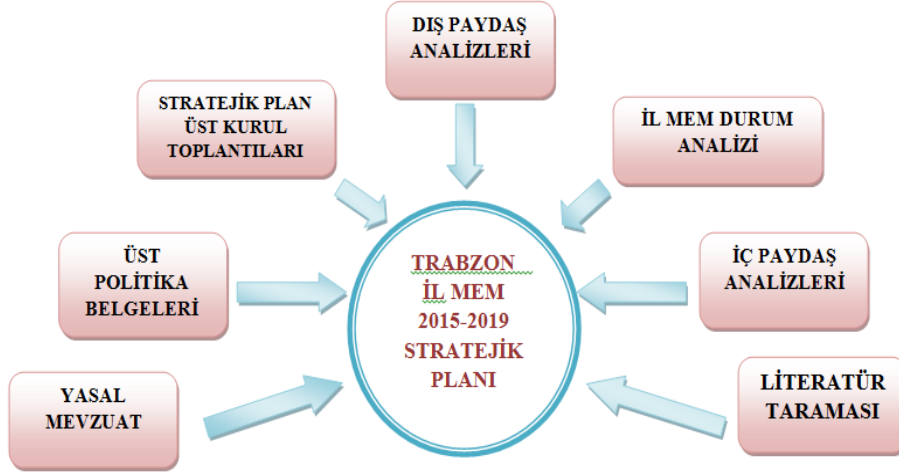 DIŞ PAYDAŞ
ANALİZLERİ
STRATEJİK PLAN
ÜST KURUL
TOPLANTILARI
İL MEM DURUM
ANALİZİ
ÜST
POLİTİKA
BELGELERİ
TRABZON
İL MEM
2015-2019
STRATEJİK
PLANI
İÇ PAYDAŞ
ANALİZLERİ
YASAL
MEVZUAT
LİTERATÜR
TARAMASI